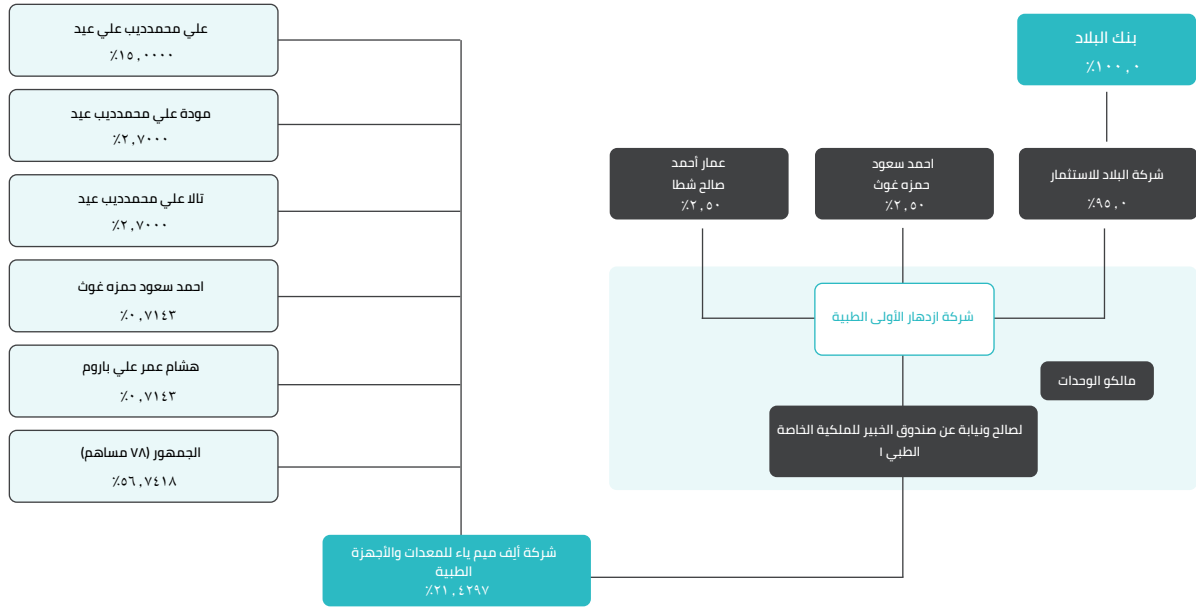 بنك البلاد
٪١٠٠,٠
شركة البلاد للاستثمار
٪٩٥,٠
احمد سعود
حمزه غوث
٪٢,٥٠
عمار أحمد
صالح شطا
٪٢,٥٠
شركة ازدهار الأولى الطبية
مالكو الوحدات
لصالح ونيابة عن صندوق الخبير للملكية الخاصة
الطبي ١
علي محمدديب علي عيد
٪١٥,٠٠٠٠
مودة علي محمدديب عيد
٪٢,٧٠٠٠
تالا علي محمدديب عيد
٪٢,٧٠٠٠
احمد سعود حمزه غوث
٪٠,٧١٤٣
هشام عمر علي باروم
٪٠,٧١٤٣
الجمهور (٧٨ مساهم)
٪٥٦,٧٤١٨
شركة ألف ميم ياء للمعدات والأجهزة
الطبية
٪٢١,٤٢٩٧